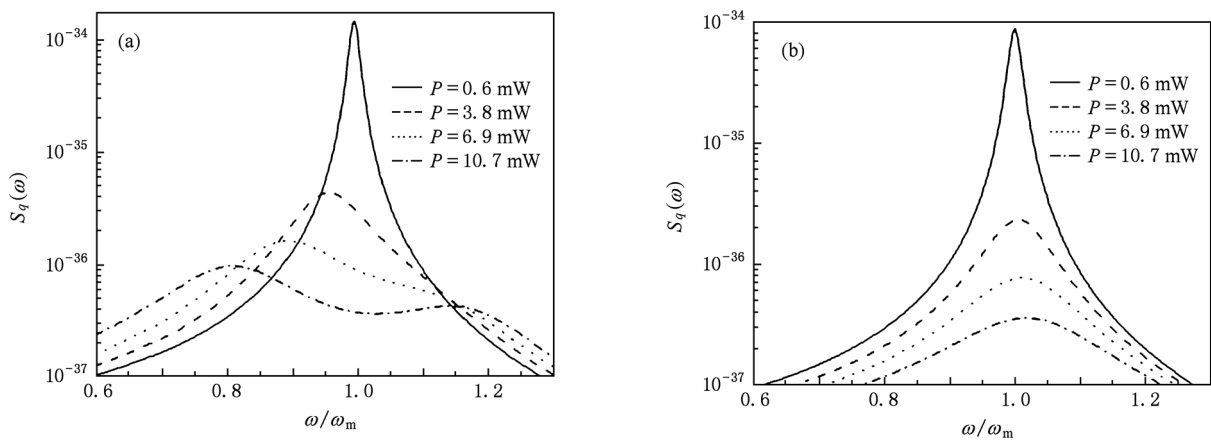 (a)
P = 0.6 mW
P = 3.8 mW
P = 6.9 mW
P = 10.7 mW
10⁻³⁴
10⁻³⁵
10⁻³⁶
10⁻³⁷
S_q(ω)
0.6 0.8 1.0 1.2
ω/ω_m
(b)
P = 0.6 mW
P = 3.8 mW
P = 6.9 mW
P = 10.7 mW
10⁻³⁴
10⁻³⁵
10⁻³⁶
10⁻³⁷
S_q(ω)
0.6 0.8 1.0 1.2
ω/ω_m